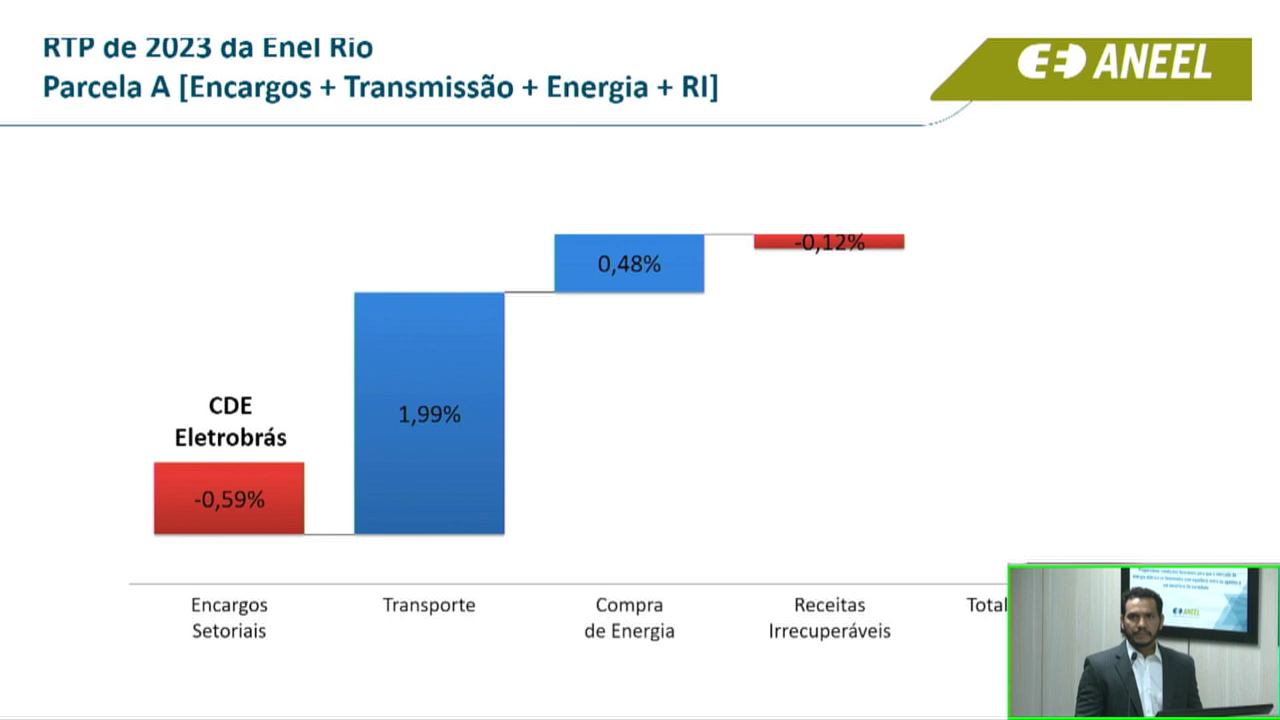 RTP de 2023 da Enel Rio
Parcela A [Encargos + Transmissão + Energia + RI]
ANEEL
0,48%
-0,12%
1,99%
CDE
Eletrobrás
-0,59%
Encargos
Setoriais
Transporte
Compra
de Energia
Receitas
Irrecuperáveis
Total
ANEEL